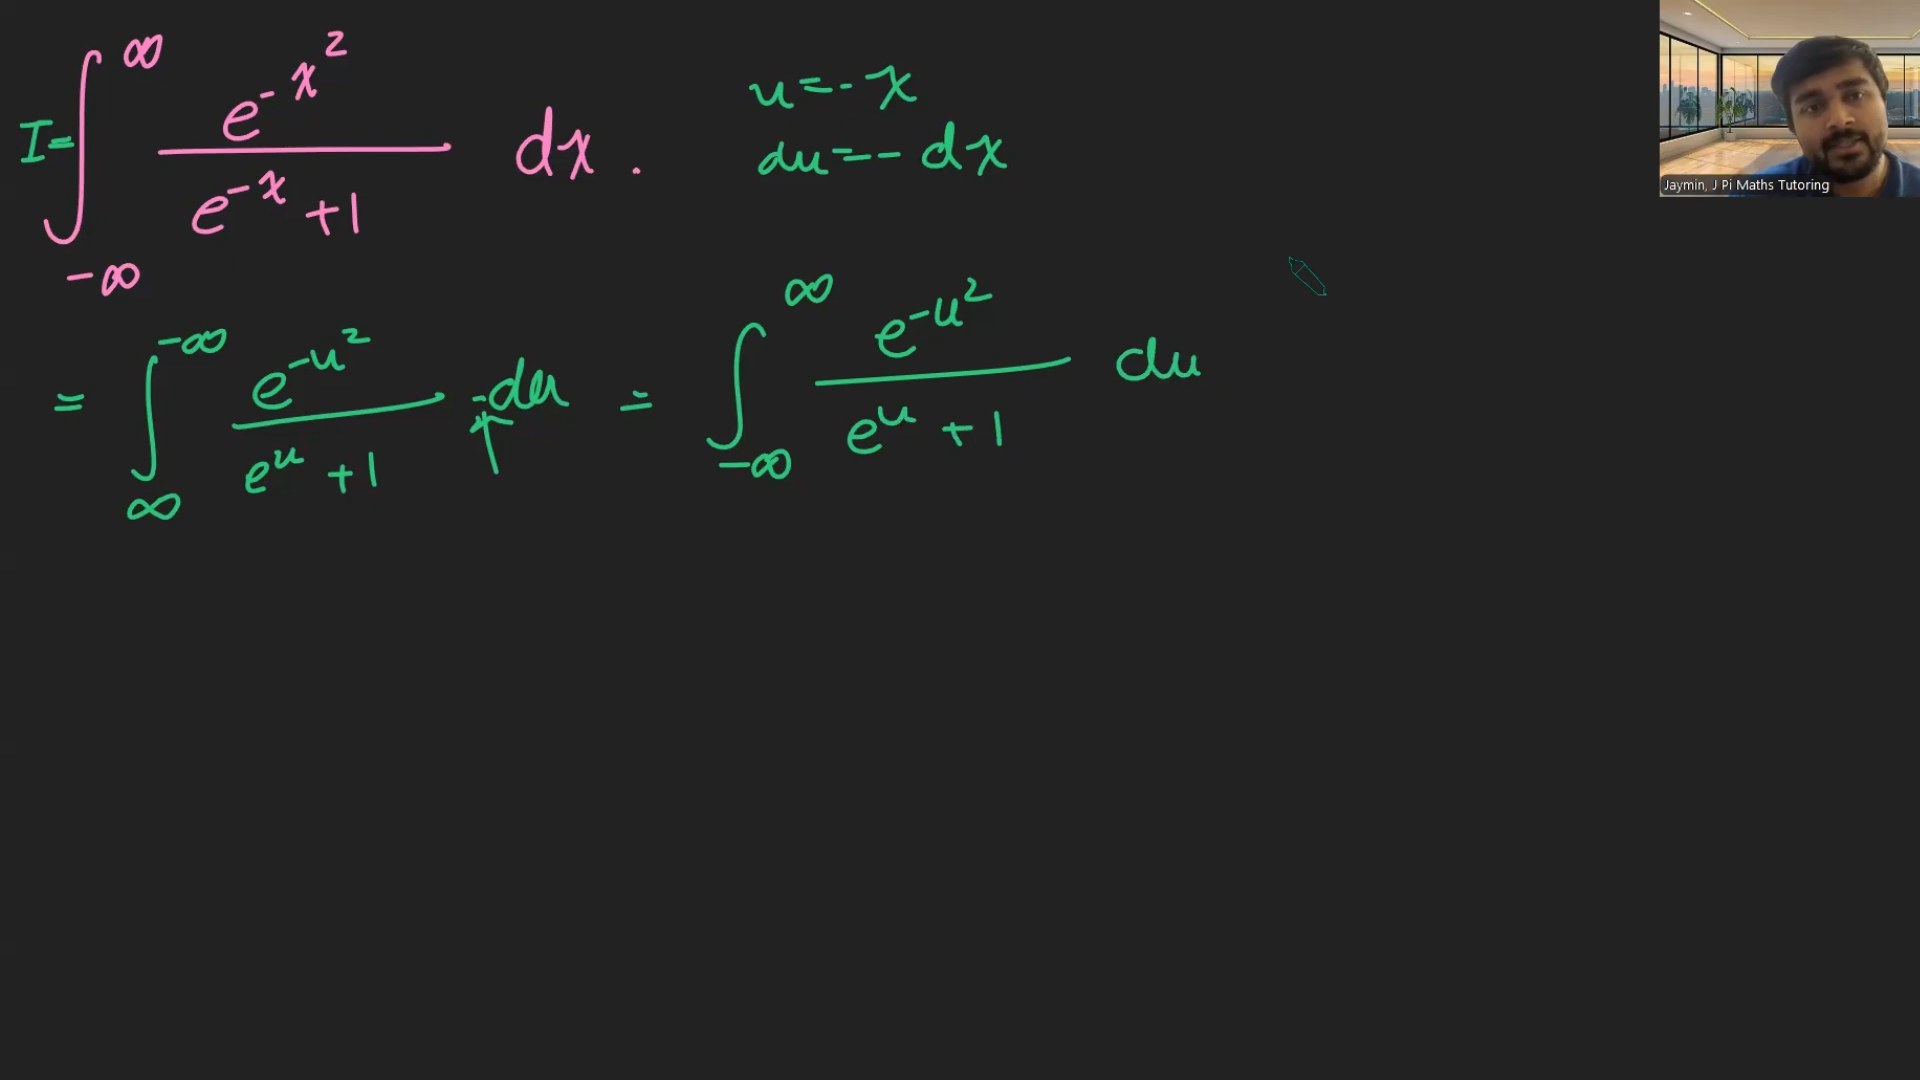 I = ∫_{-∞}^{∞} e^{-x^2} / (e^{-x} + 1) dx .
u = -x
du = - dx
= ∫_{∞}^{-∞} e^{-u^2} / (e^u + 1) -du = ∫_{-∞}^{∞} e^{-u^2} / (e^u + 1) du
Jaymin, J Pi Maths Tutoring